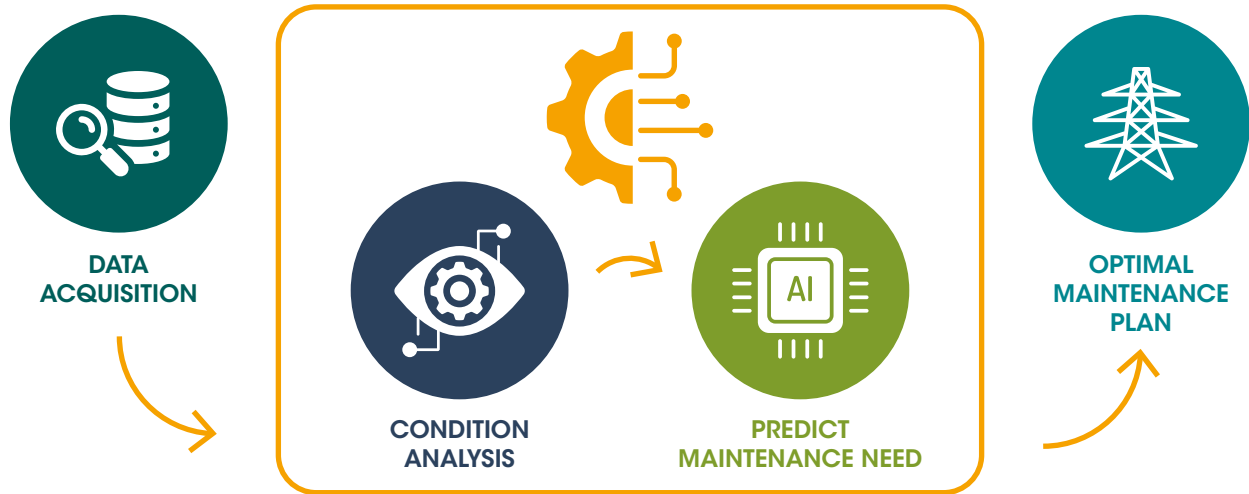 DATA
ACQUISITION
CONDITION
ANALYSIS
AI
PREDICT
MAINTENANCE NEED
OPTIMAL
MAINTENANCE
PLAN